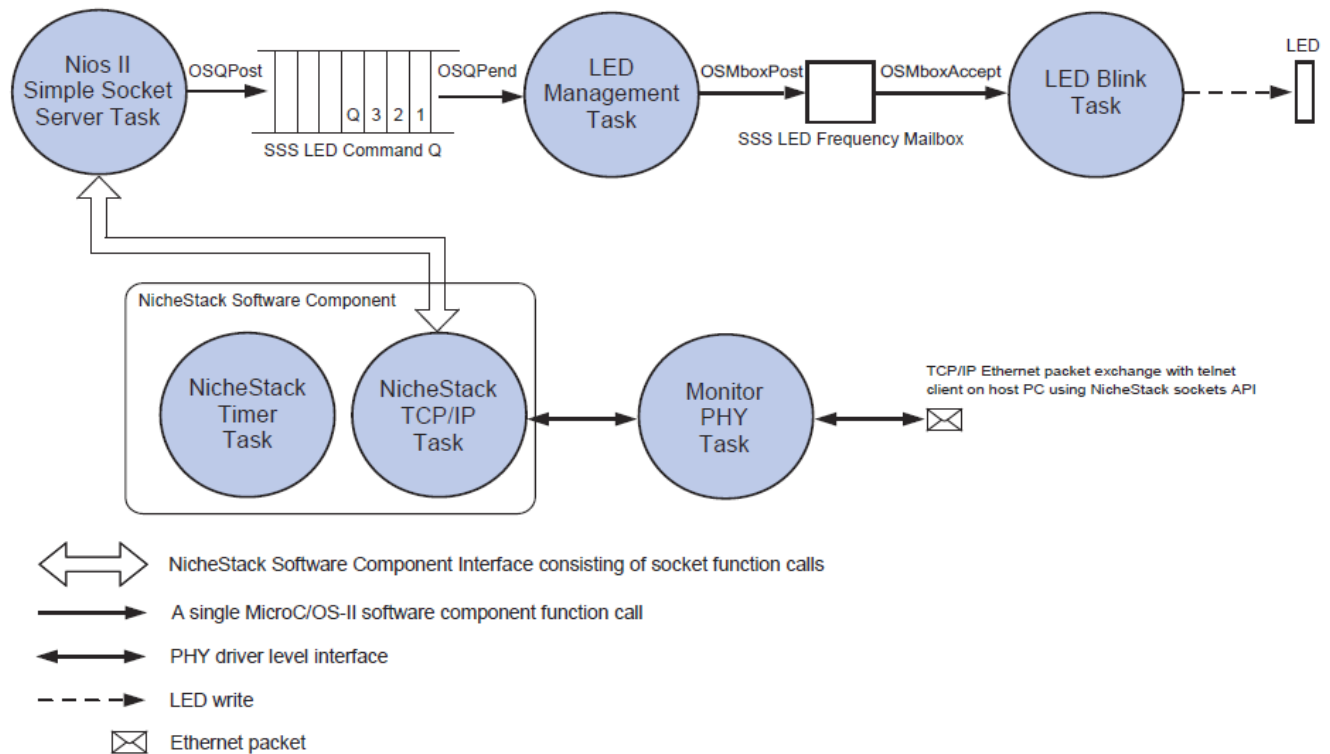 Nios II
Simple Socket
Server Task
OSQPost
Q 3 2 1
SSS LED Command Q
OSQPend
LED
Management
Task
OSMboxPost
SSS LED Frequency Mailbox
OSMboxAccept
LED Blink
Task
LED
NicheStack Software Component
NicheStack
Timer
Task
NicheStack
TCP/IP
Task
Monitor
PHY
Task
TCP/IP Ethernet packet exchange with telnet
client on host PC using NicheStack sockets API
NicheStack Software Component Interface consisting of socket function calls
A single MicroC/OS-II software component function call
PHY driver level interface
LED write
Ethernet packet